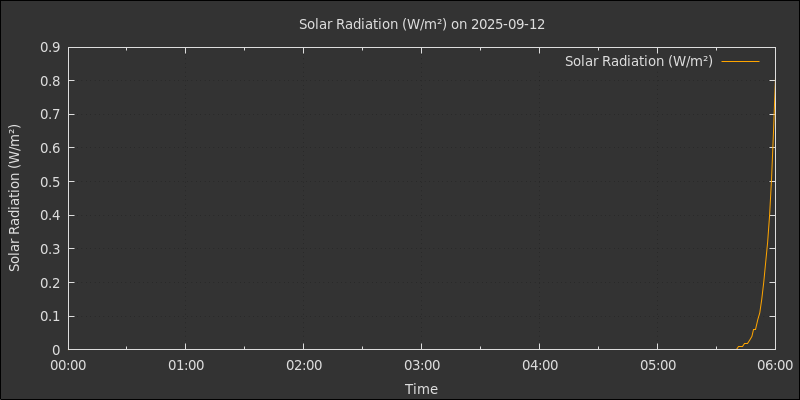 Solar Radiation (W/m²) on 2025-09-12
Solar Radiation (W/m²)
Solar Radiation (W/m²)
0.9
0.8
0.7
0.6
0.5
0.4
0.3
0.2
0.1
0
00:00 01:00 02:00 03:00 04:00 05:00 06:00
Time